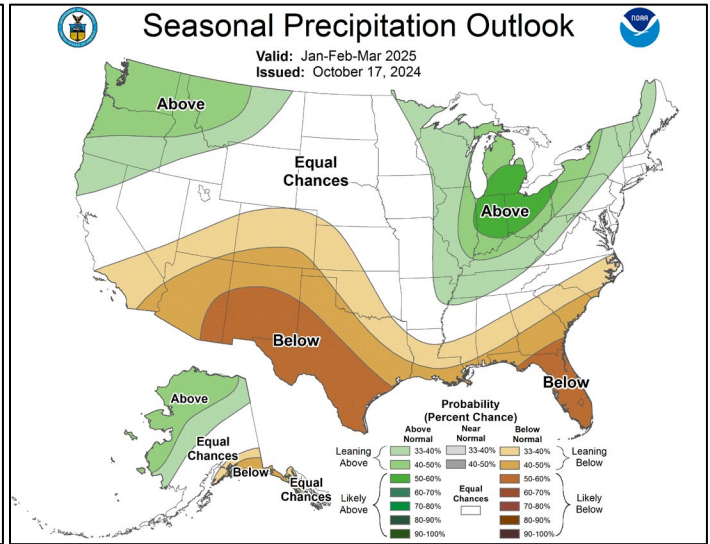 Seasonal Precipitation Outlook
NOAA
Valid: Jan-Feb-Mar 2025
Issued: October 17, 2024
Above
Equal
Chances
Above
Below
Below
Above
Equal
Chances
Below
Equal
Chances
Probability
(Percent Chance)
Above
Normal
Near
Normal
Below
Normal
Leaning
Above
33-40%
33-40%
33-40%
Leaning
Below
40-50%
40-50%
40-50%
Likely
Above
50-60%
60-70%
70-80%
80-90%
90-100%
Equal
Chances
50-60%
60-70%
70-80%
80-90%
90-100%
Likely
Below